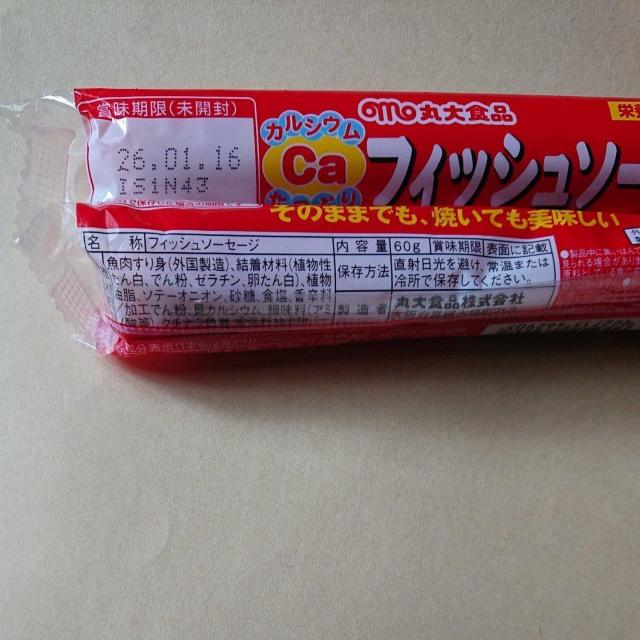 賞味期限(未開封)
26.01.16
ISIN43
カルシウム
Ca
たっぷり
omo丸大食品
フィッシュソー
そのままでも、焼いても美味しい
名 称 フィッシュソーセージ
魚肉すり身(外国製造)、結着材料(植物性
たん白、でん粉、ゼラチン、卵たん白)、植物
油脂、ソテーオニオン、砂糖、食塩、香辛料
加工でん粉、貝カルシウム、調味料(アミ
内容量 60g 賞味期限 表面に記載
保存方法 直射日光を避け、常温または
冷所で保存してください。
製造者 丸大食品株式会社